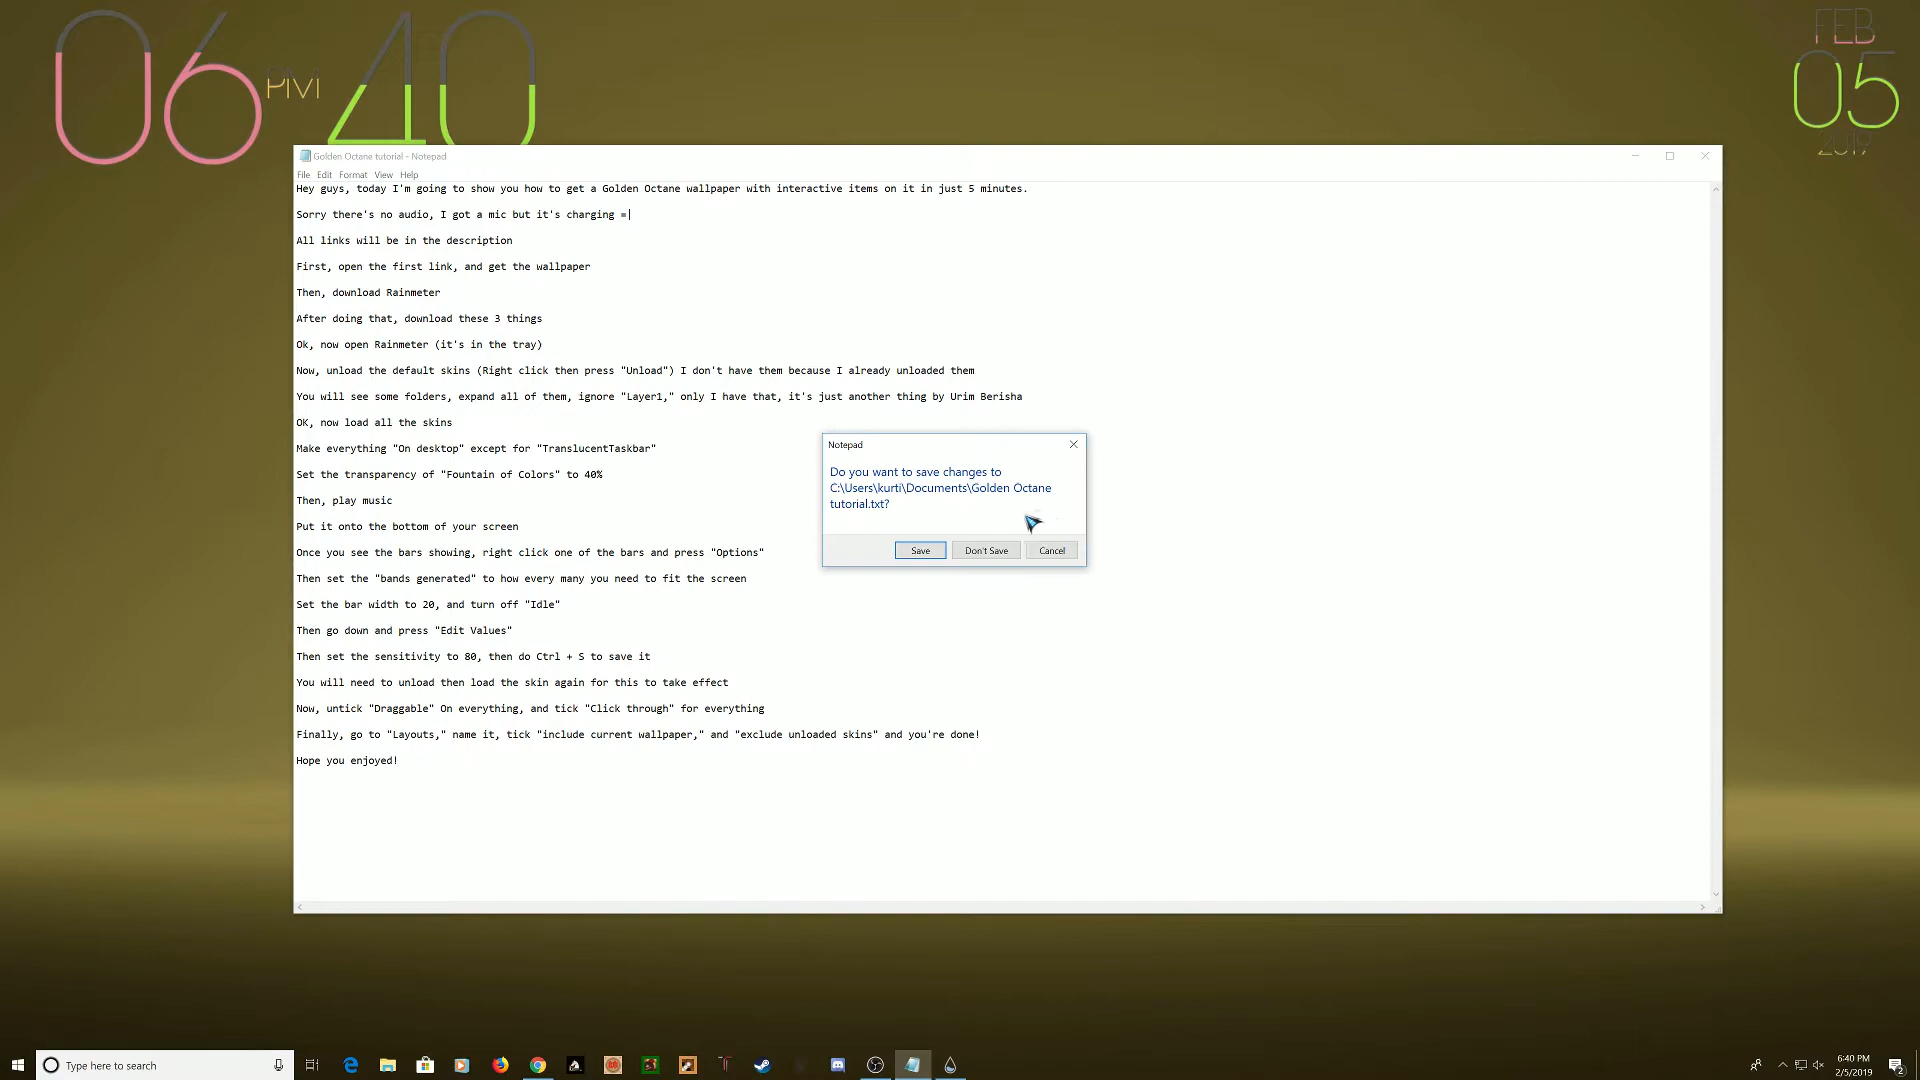 06 PM 40
FEB
05
2019
Golden Octane tutorial - Notepad
File Edit Format View Help
Hey guys, today I'm going to show you how to get a Golden Octane wallpaper with interactive items on it in just 5 minutes.
Sorry there's no audio, I got a mic but it's charging =|
All links will be in the description
First, open the first link, and get the wallpaper
Then, download Rainmeter
After doing that, download these 3 things
Ok, now open Rainmeter (it's in the tray)
Now, unload the default skins (Right click then press "Unload") I don't have them because I already unloaded them
You will see some folders, expand all of them, ignore "Layer1," only I have that, it's just another thing by Urim Berisha
OK, now load all the skins
Make everything "On desktop" except for "TranslucentTaskbar"
Set the transparency of "Fountain of Colors" to 40%
Then, play music
Put it onto the bottom of your screen
Once you see the bars showing, right click one of the bars and press "Options"
Then set the "bands generated" to how every many you need to fit the screen
Set the bar width to 20, and turn off "Idle"
Then go down and press "Edit Values"
Then set the sensitivity to 80, then do Ctrl + S to save it
You will need to unload then load the skin again for this to take effect
Now, untick "Draggable" On everything, and tick "Click through" for everything
Finally, go to "Layouts," name it, tick "include current wallpaper," and "exclude unloaded skins" and you're done!
Hope you enjoyed!
Notepad
Do you want to save changes to
C:\Users\kurti\Documents\Golden Octane
tutorial.txt?
Save Don't Save Cancel
Type here to search
6:40 PM
2/5/2019
2